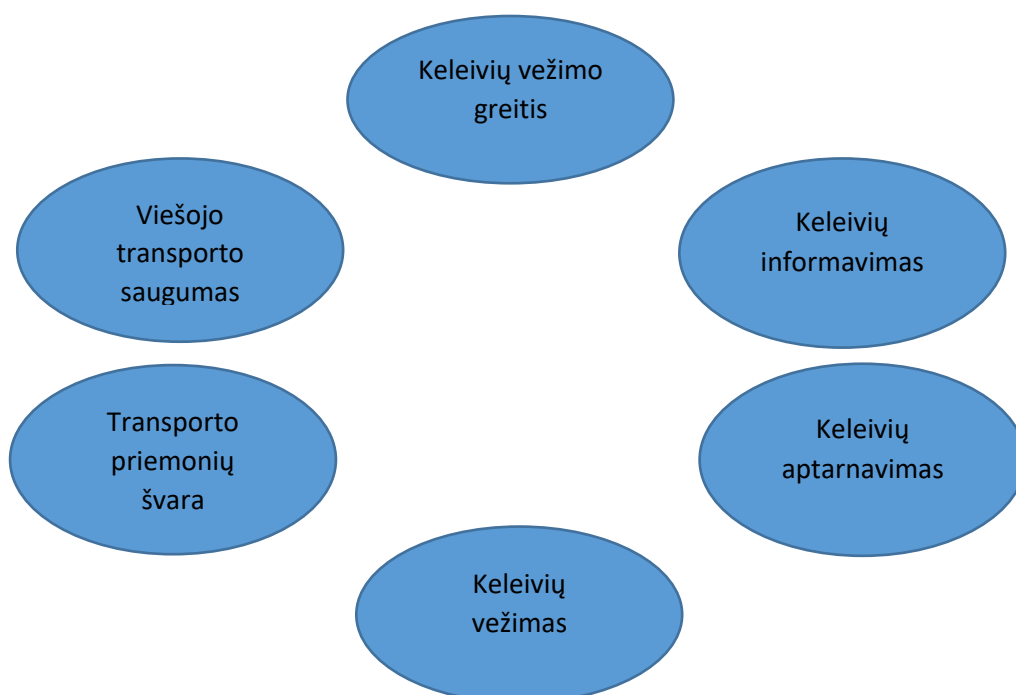 Keleivių vežimo
greitis
Viešojo
transporto
saugumas
Keleivių
informavimas
Transporto
priemonių
švara
Keleivių
aptarnavimas
Keleivių
vežimas